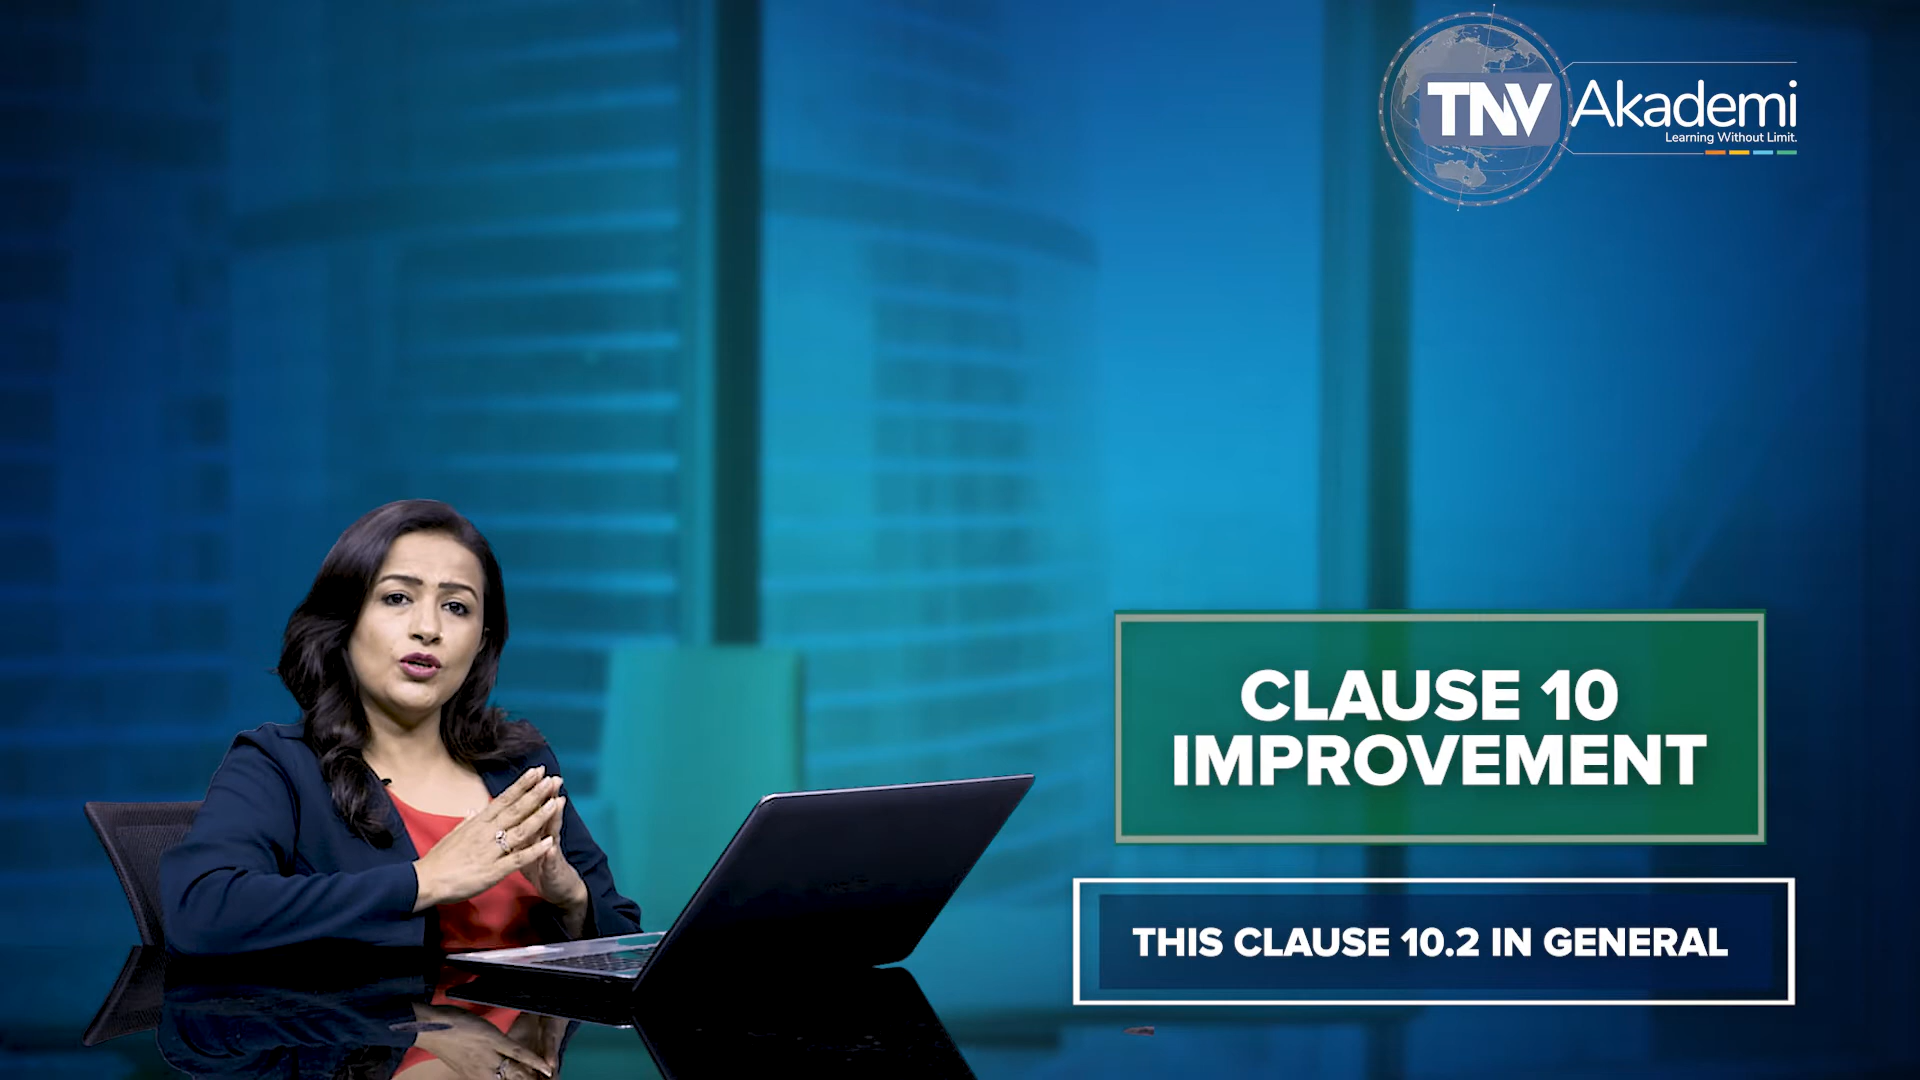 TNV Akademi
Learning Without Limit.
CLAUSE 10
IMPROVEMENT
THIS CLAUSE 10.2 IN GENERAL